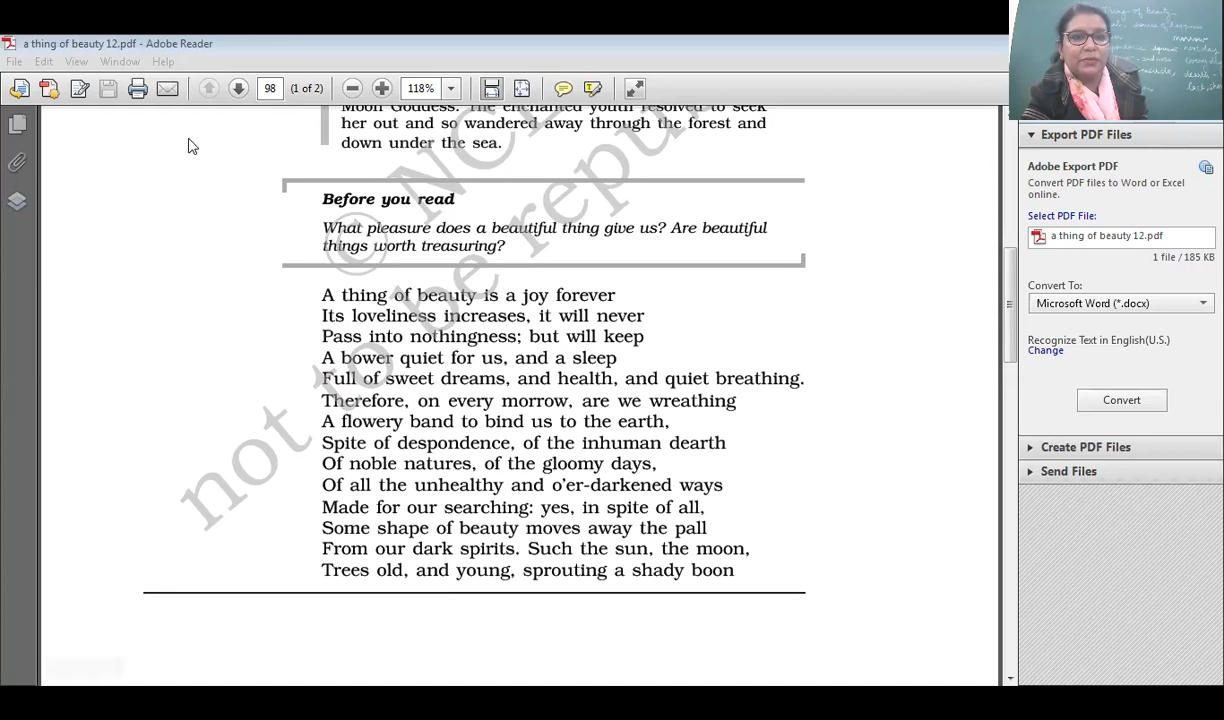 a thing of beauty 12.pdf - Adobe Reader
File Edit View Window Help
98 (1 of 2) 118%
Moon Goddess. The enchanted youth resolved to seek
her out and so wandered away through the forest and
down under the sea.
Before you read
What pleasure does a beautiful thing give us? Are beautiful
things worth treasuring?
A thing of beauty is a joy forever
Its loveliness increases, it will never
Pass into nothingness; but will keep
A bower quiet for us, and a sleep
Full of sweet dreams, and health, and quiet breathing.
Therefore, on every morrow, are we wreathing
A flowery band to bind us to the earth,
Spite of despondence, of the inhuman dearth
Of noble natures, of the gloomy days,
Of all the unhealthy and o'er-darkened ways
Made for our searching: yes, in spite of all,
Some shape of beauty moves away the pall
From our dark spirits. Such the sun, the moon,
Trees old, and young, sprouting a shady boon
not to be repu
© NC
Thing of beauty
morrow
next day
dearth -
Export PDF Files
Adobe Export PDF
Convert PDF files to Word or Excel
online.
Select PDF File:
a thing of beauty 12.pdf
1 file / 185 KB
Convert To:
Microsoft Word (*.docx)
Recognize Text in English(U.S.)
Change
Convert
Create PDF Files
Send Files